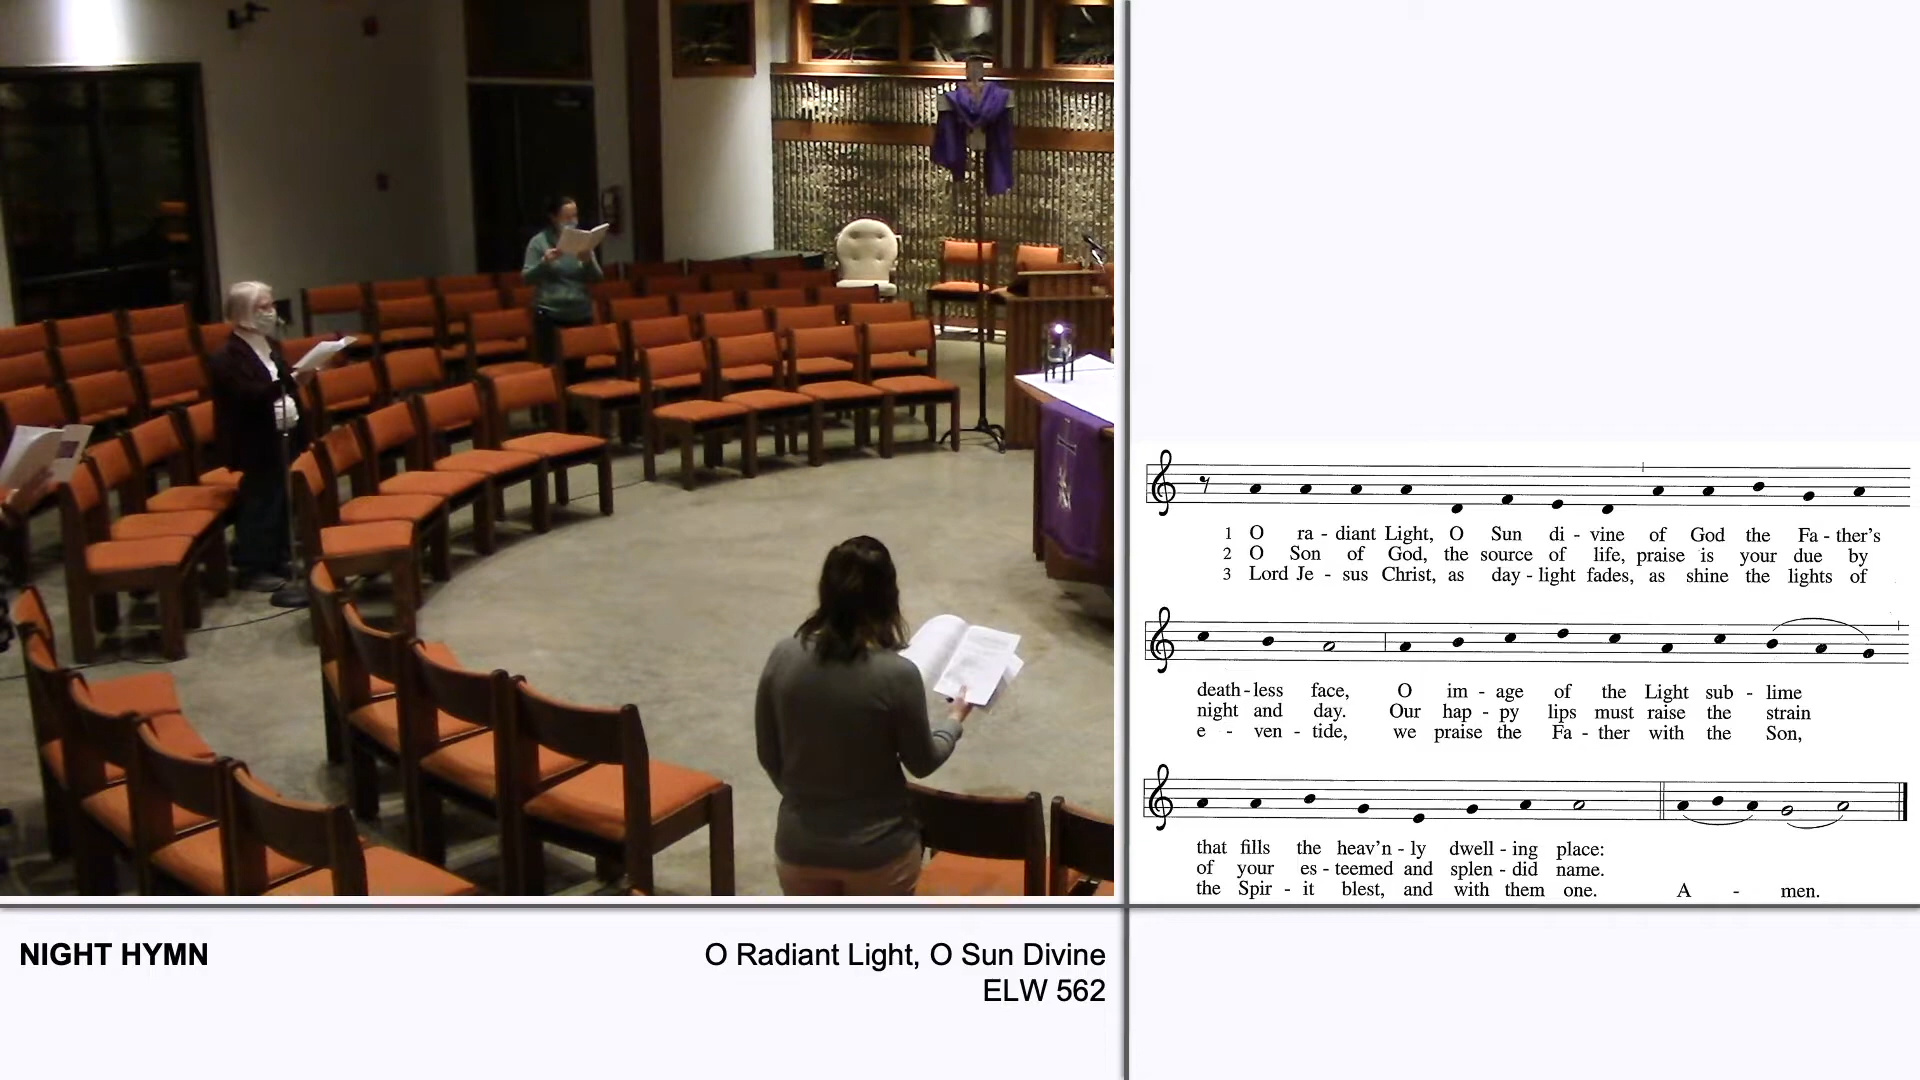 1 O ra - diant Light, O Sun di - vine of God the Fa - ther's
2 O Son of God, the source of life, praise is your due by
3 Lord Je - sus Christ, as day - light fades, as shine the lights of
death - less face, O im - age of the Light sub - lime
night and day. Our hap - py lips must raise the strain
e - ven - tide, we praise the Fa - ther with the Son,
that fills the heav'n - ly dwell - ing place:
of your es - teemed and splen - did name.
the Spir - it blest, and with them one. A - men.
NIGHT HYMN
O Radiant Light, O Sun Divine
ELW 562